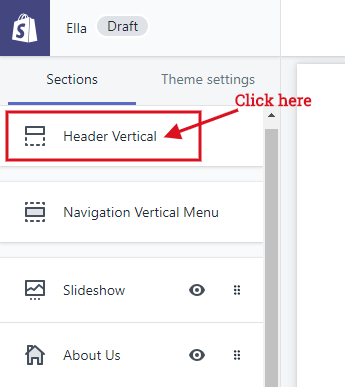 Ella Draft
Sections Theme settings
Click here
Header Vertical
Navigation Vertical Menu
Slideshow
About Us